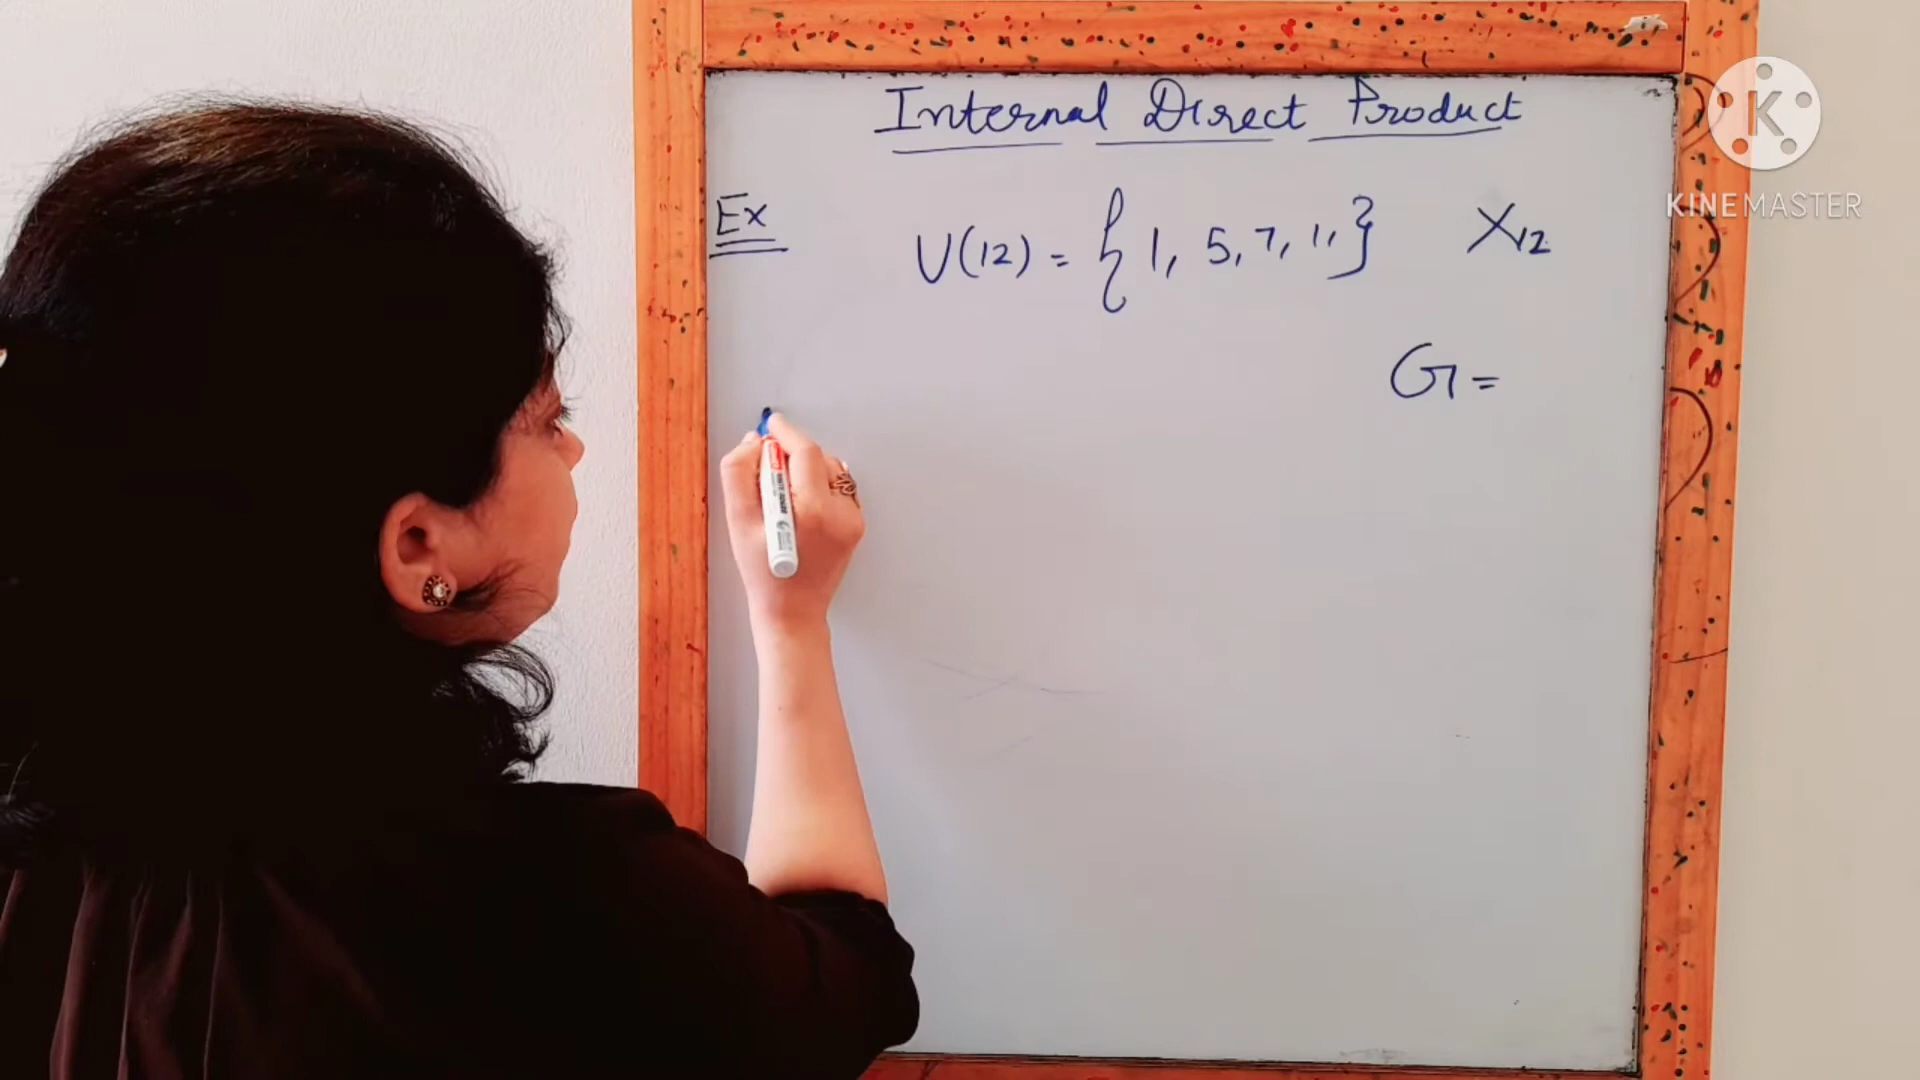 Internal Direct Product
Ex
U(12) = { 1, 5, 7, 11, } X12
G =
K
KINEMASTER